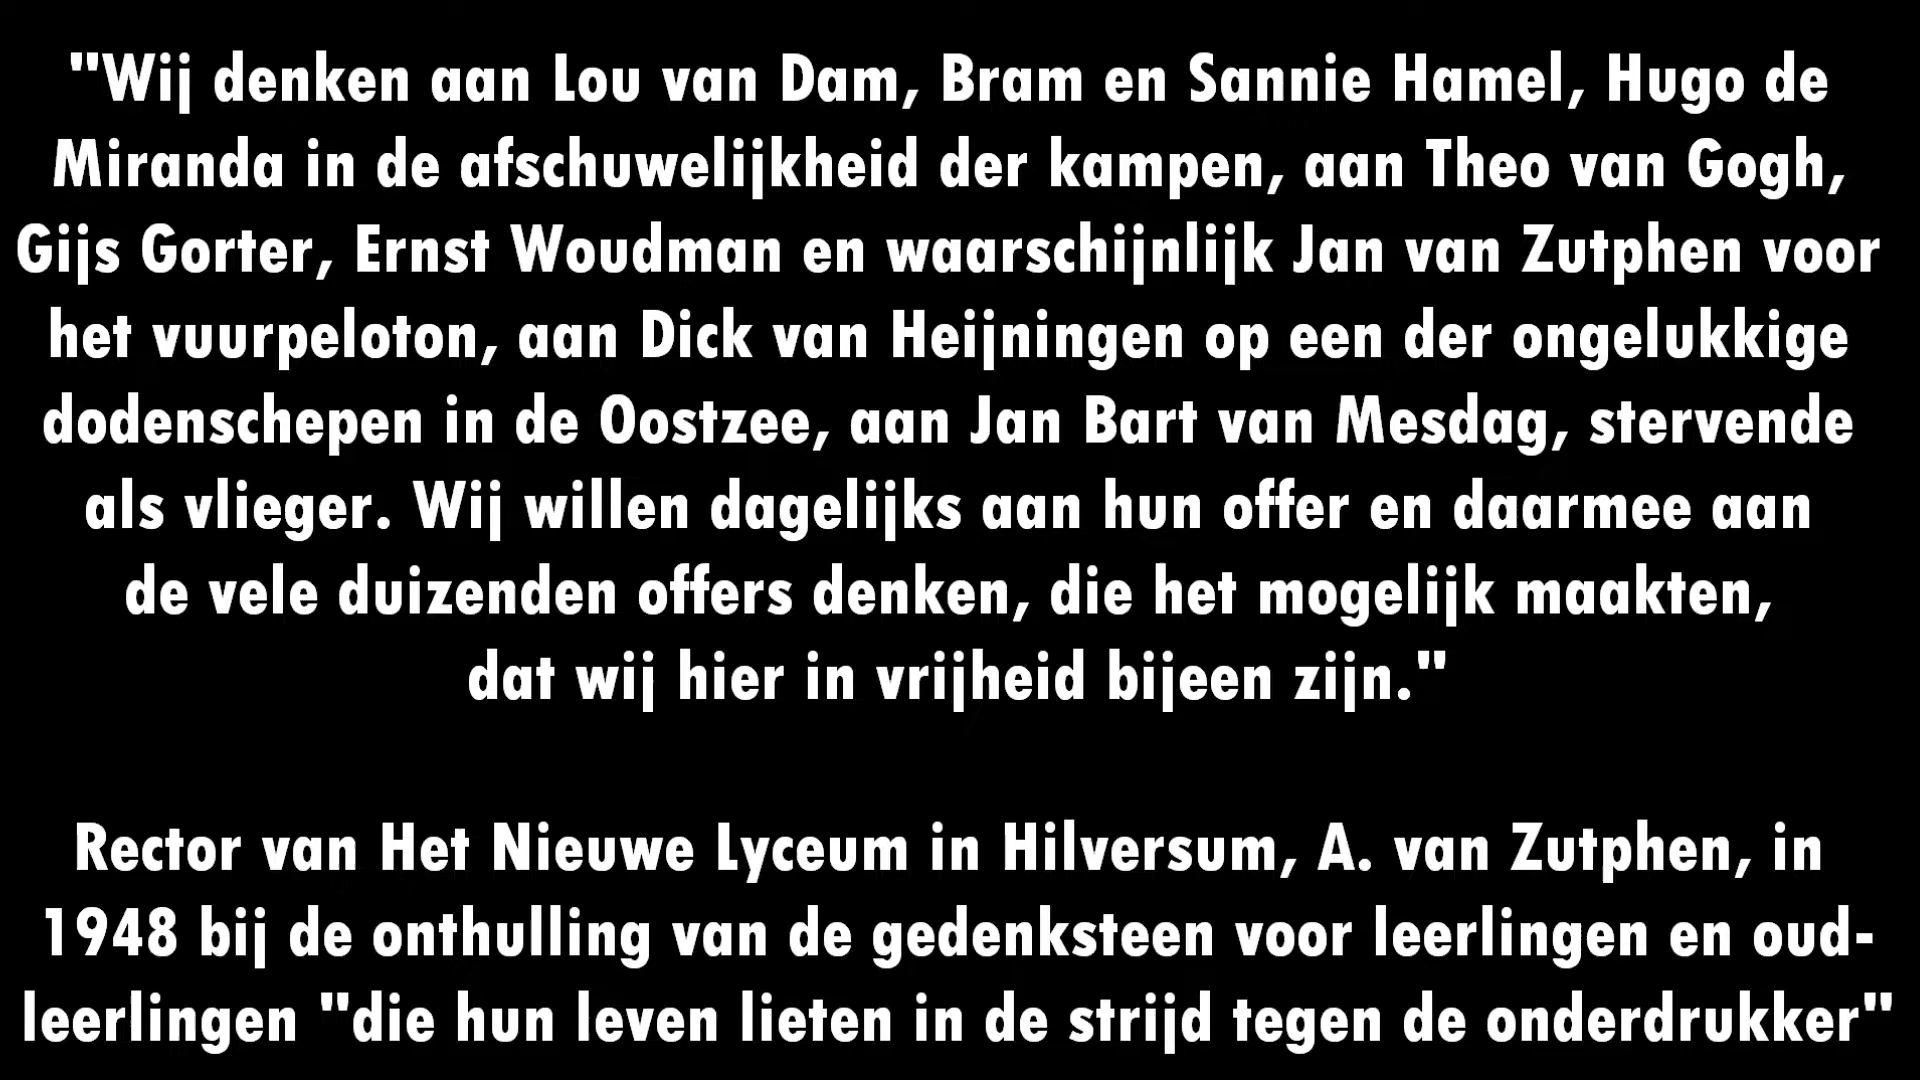 "Wij denken aan Lou van Dam, Bram en Sannie Hamel, Hugo de
Miranda in de afschuwelijkheid der kampen, aan Theo van Gogh,
Gijs Gorter, Ernst Woudman en waarschijnlijk Jan van Zutphen voor
het vuurpeloton, aan Dick van Heijningen op een der ongelukkige
dodenschepen in de Oostzee, aan Jan Bart van Mesdag, stervende
als vlieger. Wij willen dagelijks aan hun offer en daarmee aan
de vele duizenden offers denken, die het mogelijk maakten,
dat wij hier in vrijheid bijeen zijn."
Rector van Het Nieuwe Lyceum in Hilversum, A. van Zutphen, in
1948 bij de onthulling van de gedenksteen voor leerlingen en oud-
leerlingen "die hun leven lieten in de strijd tegen de onderdrukker"